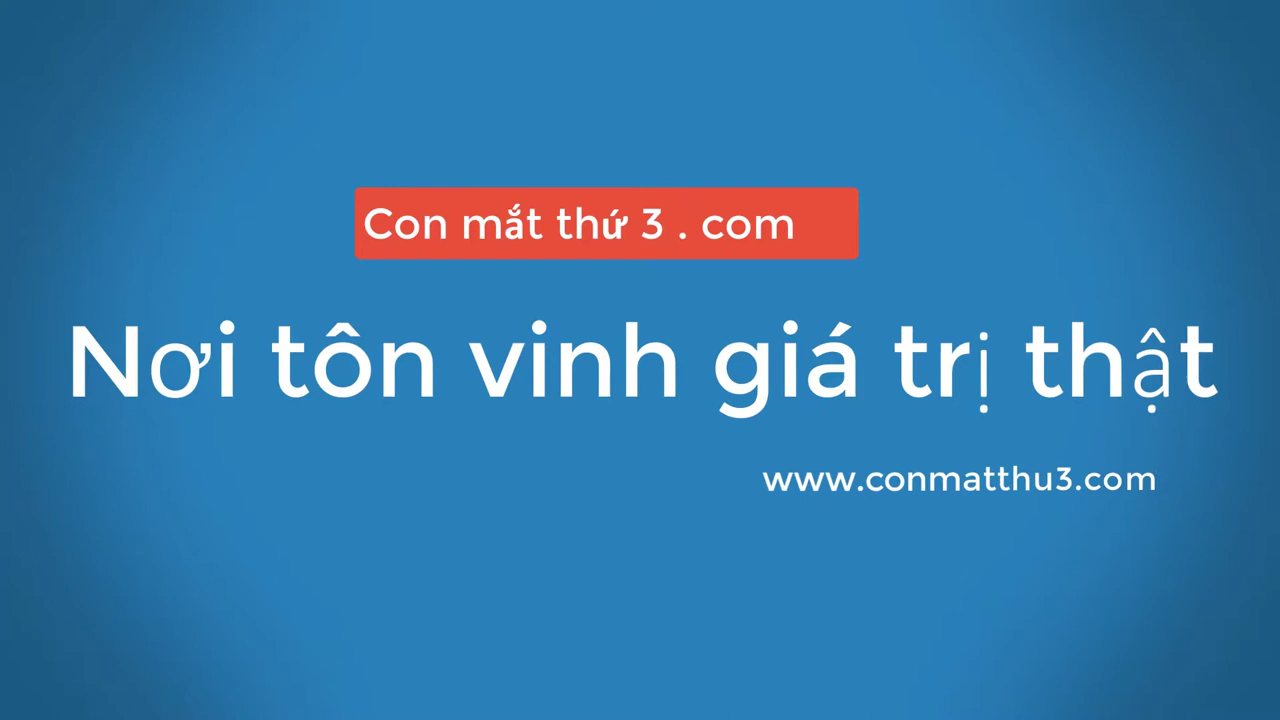 Con mắt thứ 3 . com
Nơi tôn vinh giá trị thật
www.conmatthu3.com